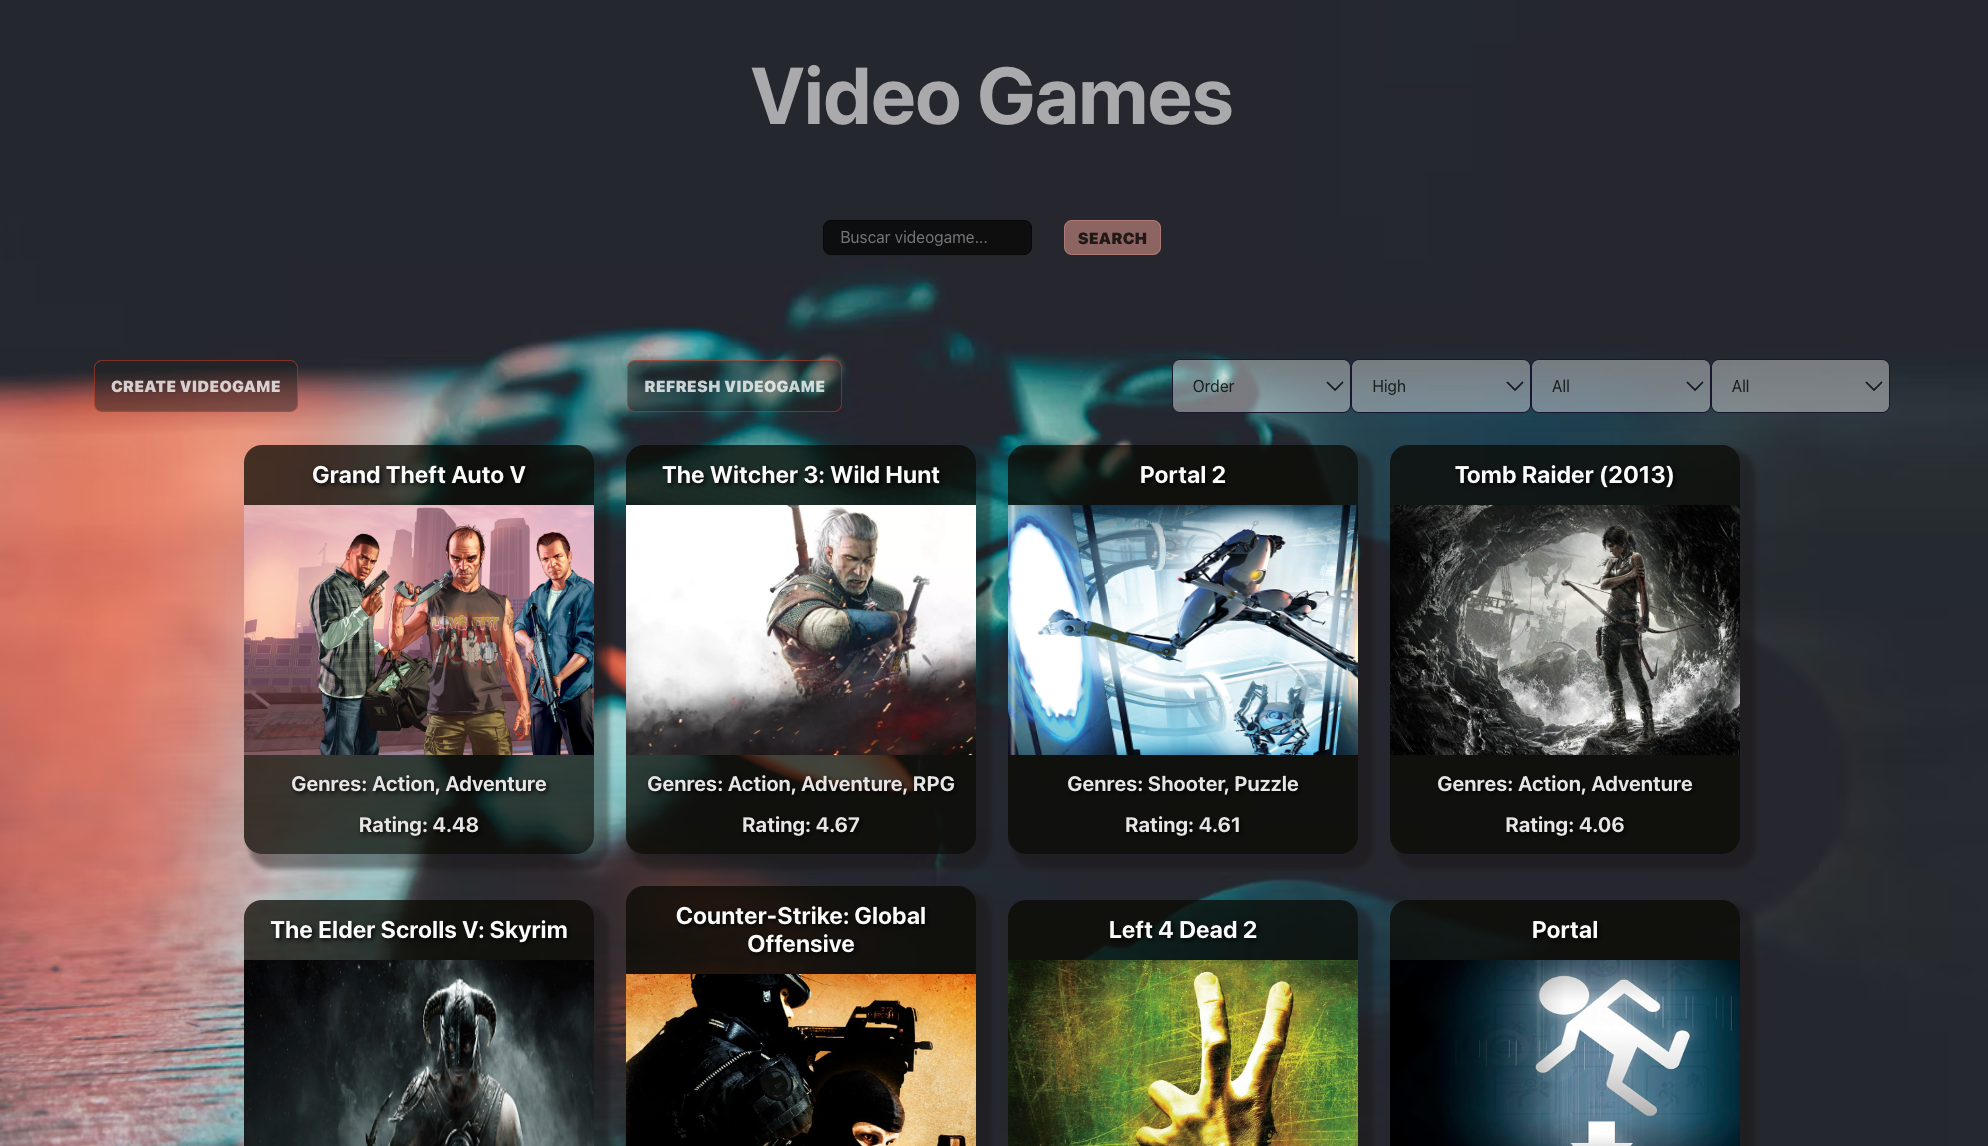 Video Games
Buscar videogame...
SEARCH
CREATE VIDEOGAME
REFRESH VIDEOGAME
Order
High
All
All
Grand Theft Auto V
The Witcher 3: Wild Hunt
Portal 2
Tomb Raider (2013)
Genres: Action, Adventure
Genres: Action, Adventure, RPG
Genres: Shooter, Puzzle
Genres: Action, Adventure
Rating: 4.48
Rating: 4.67
Rating: 4.61
Rating: 4.06
The Elder Scrolls V: Skyrim
Counter-Strike: Global
Offensive
Left 4 Dead 2
Portal